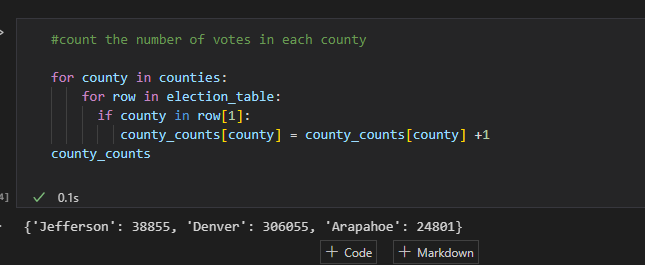 #count the number of votes in each county
for county in counties:
for row in election_table:
if county in row[1]:
county_counts[county] = county_counts[county] +1
county_counts
4]
✓ 0.1s
{'Jefferson': 38855, 'Denver': 306055, 'Arapahoe': 24801}
+ Code + Markdown